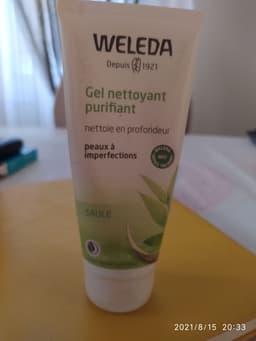 WELEDA
Depuis 1921
Gel nettoyant
purifiant
nettoie en profondeur
peaux à
imperfections
SAULE
2021/8/15 20:33